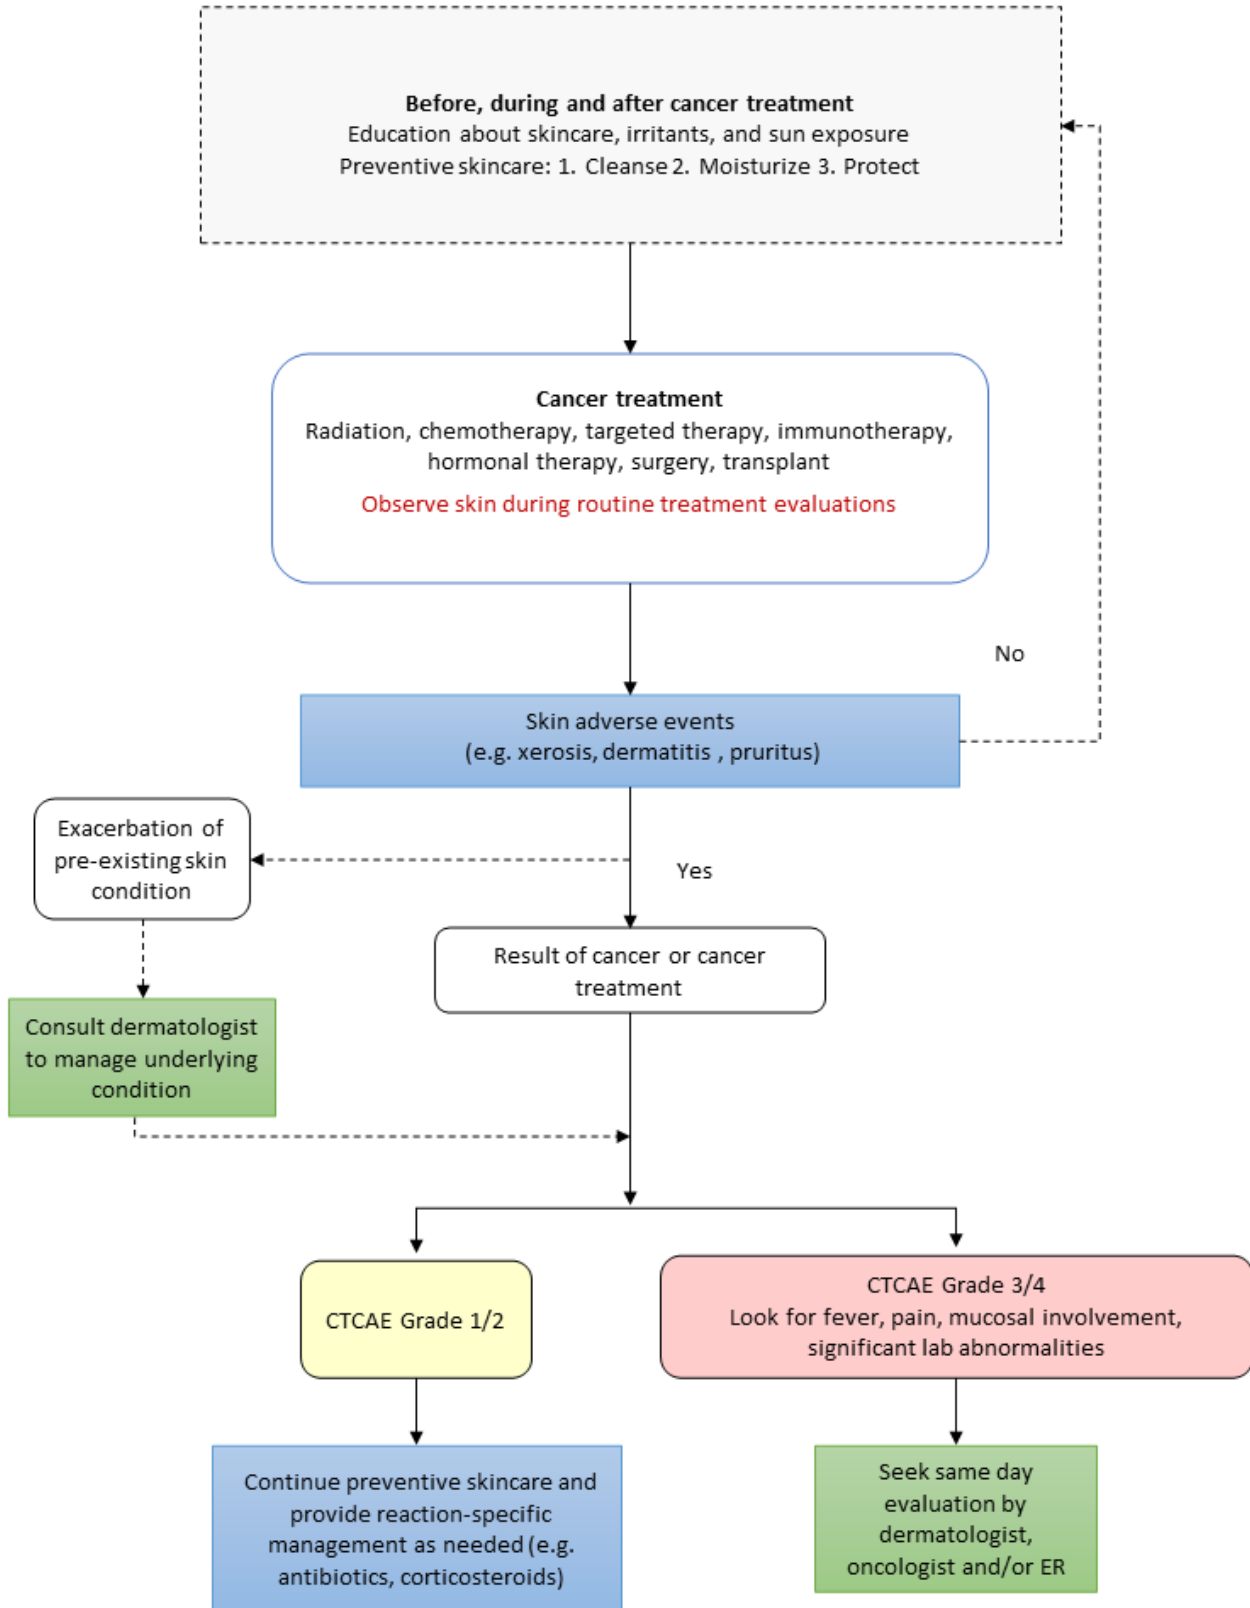 Before, during and after cancer treatment
Education about skincare, irritants, and sun exposure
Preventive skincare: 1. Cleanse 2. Moisturize 3. Protect
Cancer treatment
Radiation, chemotherapy, targeted therapy, immunotherapy,
hormonal therapy, surgery, transplant
Observe skin during routine treatment evaluations
No
Skin adverse events
(e.g. xerosis, dermatitis , pruritus)
Exacerbation of
pre-existing skin
condition
Yes
Result of cancer or cancer
treatment
Consult dermatologist
to manage underlying
condition
CTCAE Grade 1/2
CTCAE Grade 3/4
Look for fever, pain, mucosal involvement,
significant lab abnormalities
Continue preventive skincare and
provide reaction-specific
management as needed (e.g.
antibiotics, corticosteroids)
Seek same day
evaluation by
dermatologist,
oncologist and/or ER